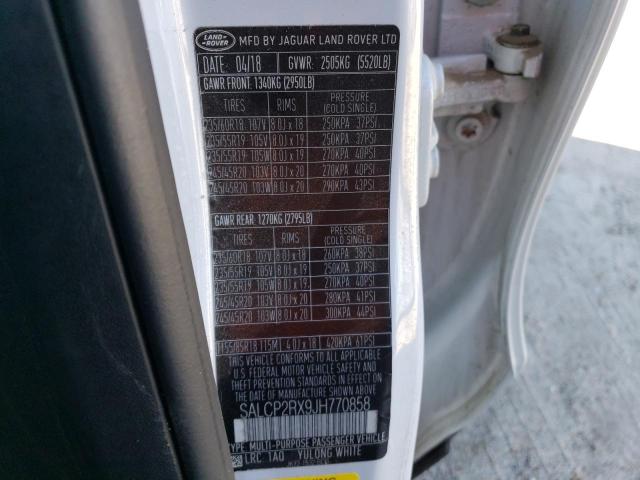 LAND-ROVER MFD BY JAGUAR LAND ROVER LTD
DATE: 04/18 GVWR: 2505KG (5520LB)
GAWR FRONT: 1340KG (2950LB)
TIRES RIMS PRESSURE (COLD SINGLE)
235/60R18 107V 8.0J x 18 250KPA 37PSI
235/55R19 105V 8.0J x 19 250KPA 37PSI
235/55R19 105W 8.0J x 19 270KPA 40PSI
245/45R20 103V 8.0J x 20 270KPA 40PSI
245/45R20 103W 8.0J x 20 290KPA 43PSI
GAWR REAR: 1270KG (2795LB)
TIRES RIMS PRESSURE (COLD SINGLE)
235/60R18 107V 8.0J x 18 260KPA 38PSI
235/55R19 105V 8.0J x 19 250KPA 37PSI
235/55R19 105W 8.0J x 19 270KPA 40PSI
245/45R20 103V 8.0J x 20 280KPA 41PSI
245/45R20 103W 8.0J x 20 300KPA 44PSI
115M 4.0J x 18 420KPA 61PSI
THIS VEHICLE CONFORMS TO ALL APPLICABLE
U.S FEDERAL MOTOR VEHICLE SAFETY STANDARDS
IN EFFECT ON THE DATE OF MANUFACTURE
SHOWN ABOVE.
SALCP2RX9JH770858
TYPE: MULTI-PURPOSE PASSENGER VEHICLE
LRC 1AQ YULONG WHITE